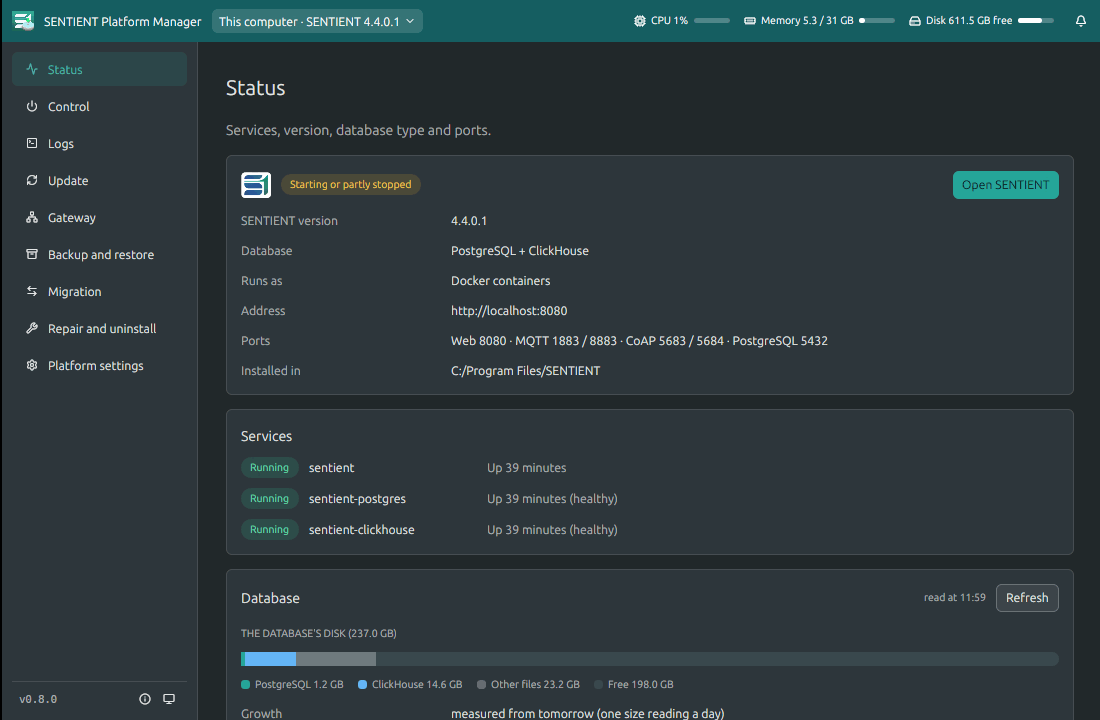 SENTIENT Platform Manager
This computer · SENTIENT 4.4.0.1
CPU 1%
Memory 5.3 / 31 GB
Disk 611.5 GB free
Status
Control
Logs
Update
Gateway
Backup and restore
Migration
Repair and uninstall
Platform settings
v0.8.0
Status
Services, version, database type and ports.
Starting or partly stopped
Open SENTIENT
SENTIENT version 4.4.0.1
Database PostgreSQL + ClickHouse
Runs as Docker containers
Address http://localhost:8080
Ports Web 8080 · MQTT 1883 / 8883 · CoAP 5683 / 5684 · PostgreSQL 5432
Installed in C:/Program Files/SENTIENT
Services
Running sentient Up 39 minutes
Running sentient-postgres Up 39 minutes (healthy)
Running sentient-clickhouse Up 39 minutes (healthy)
Database read at 11:59 Refresh
THE DATABASE'S DISK (237.0 GB)
PostgreSQL 1.2 GB ClickHouse 14.6 GB Other files 23.2 GB Free 198.0 GB
Growth measured from tomorrow (one size reading a day)